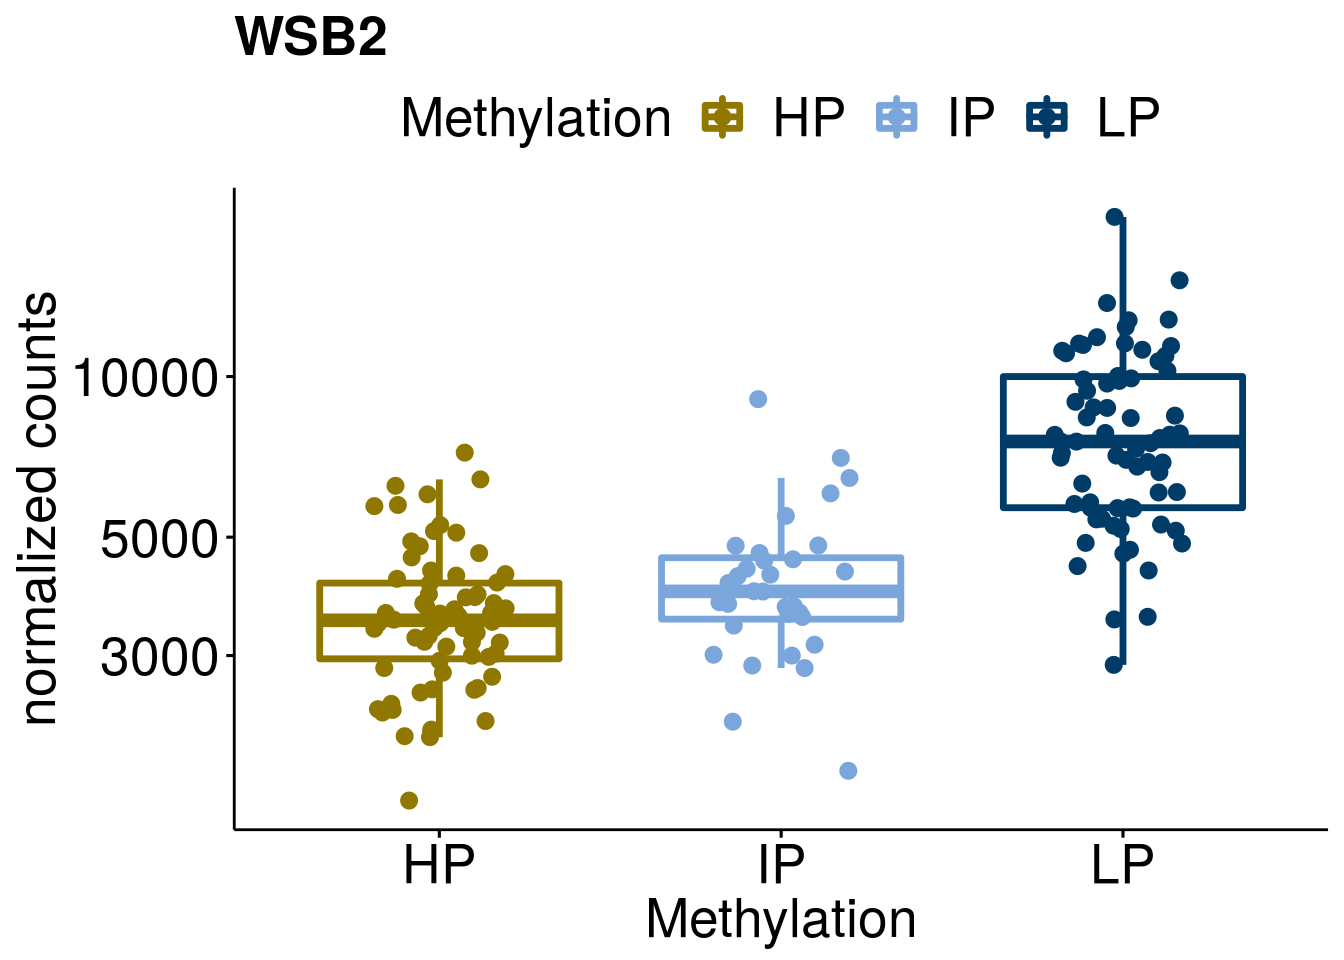 WSB2
Methylation HP IP LP
normalized counts
10000
5000
3000
HP IP LP
Methylation